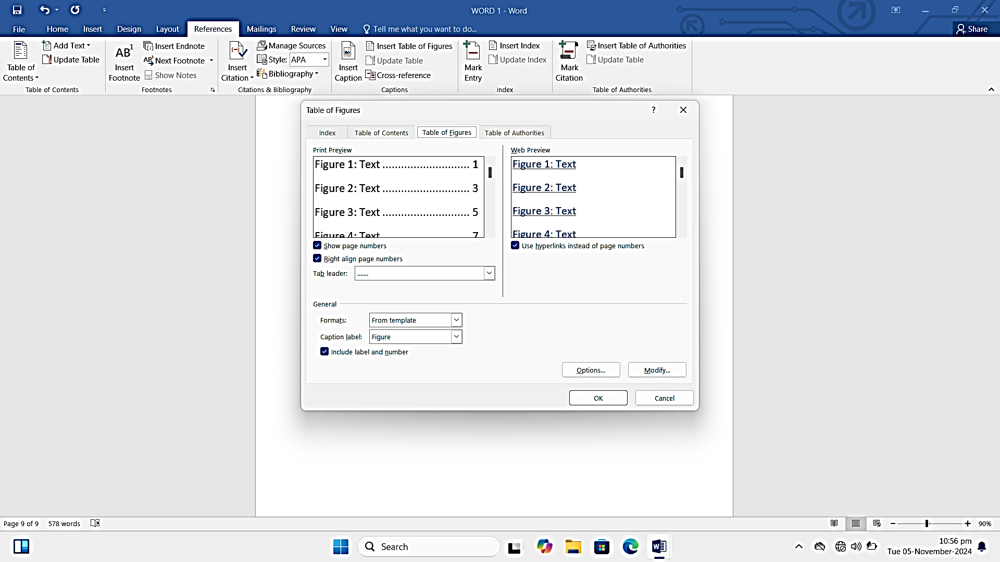 WORD 1 - Word
File Home Insert Design Layout References Mailings Review View Tell me what you want to do... Share
Table of Contents
Add Text
Update Table
Table of Contents
AB1
Insert Footnote
Insert Endnote
AB1 Next Footnote
Show Notes
Footnotes
Insert Citation
Manage Sources
Style: APA
Bibliography
Citations & Bibliography
Insert Caption
Insert Table of Figures
Update Table
Cross-reference
Captions
Mark Entry
Insert Index
Update Index
Index
Mark Citation
Insert Table of Authorities
Update Table
Table of Authorities
Table of Figures ?
Index Table of Contents Table of Figures Table of Authorities
Print Preview
Figure 1: Text ............................ 1
Figure 2: Text ............................ 3
Figure 3: Text ............................ 5
Figure 4: Text 7
Show page numbers
Right align page numbers
Tab leader: .......
Web Preview
Figure 1: Text
Figure 2: Text
Figure 3: Text
Figure 4: Text
Use hyperlinks instead of page numbers
General
Formats: From template
Caption label: Figure
Include label and number
Options... Modify...
OK Cancel
Page 9 of 9 578 words 90%
Search
10:56 pm
Tue 05-November-2024